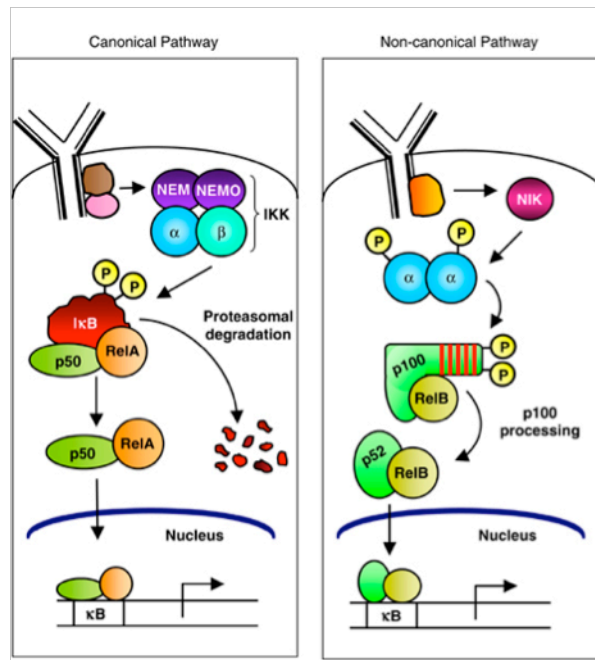 Canonical Pathway
NEM NEMO
IKK
α β
P
P
IκB
p50 RelA
Proteasomal
degradation
p50 RelA
Nucleus
κB
Non-canonical Pathway
NIK
P P
α α
p100
P
P
RelB
p100
processing
p52
RelB
Nucleus
κB